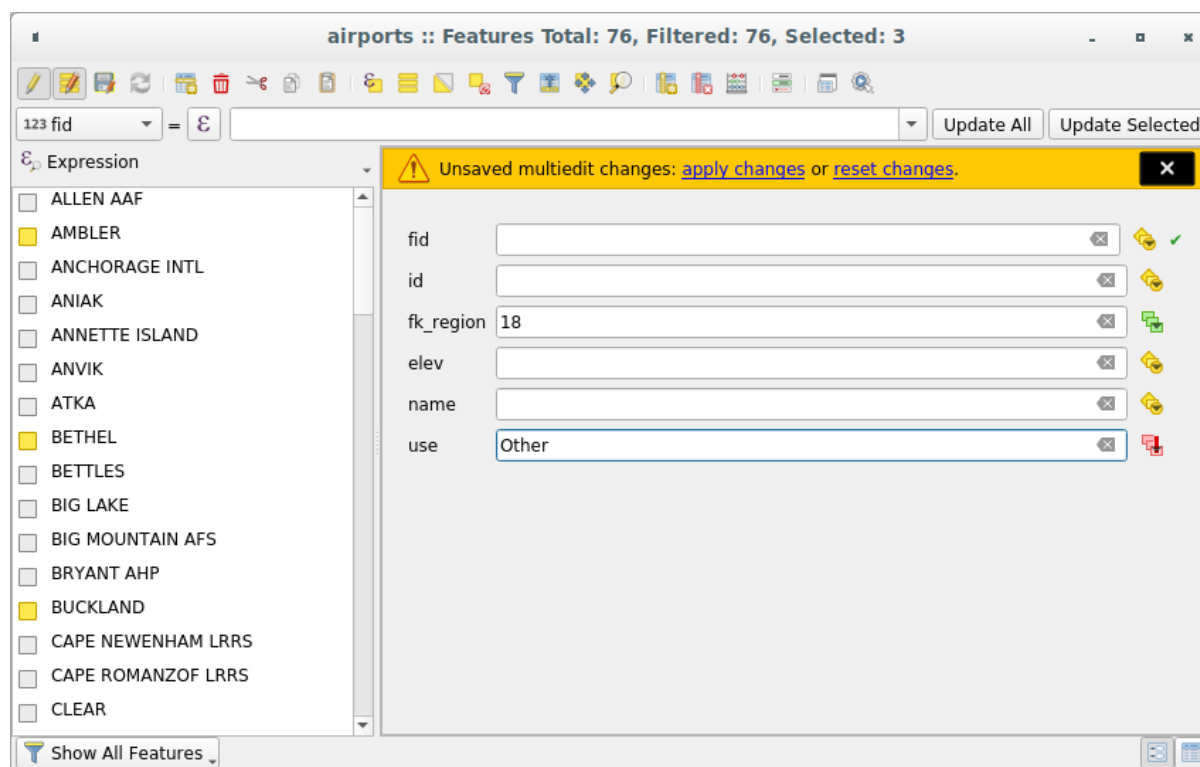 airports :: Features Total: 76, Filtered: 76, Selected: 3
123 fid = ε Update All Update Selected
Expression
Unsaved multiedit changes: apply changes or reset changes.
ALLEN AAF
AMBLER
ANCHORAGE INTL
ANIAK
ANNETTE ISLAND
ANVIK
ATKA
BETHEL
BETTLES
BIG LAKE
BIG MOUNTAIN AFS
BRYANT AHP
BUCKLAND
CAPE NEWENHAM LRRS
CAPE ROMANZOF LRRS
CLEAR
fid
id
fk_region 18
elev
name
use Other
Show All Features